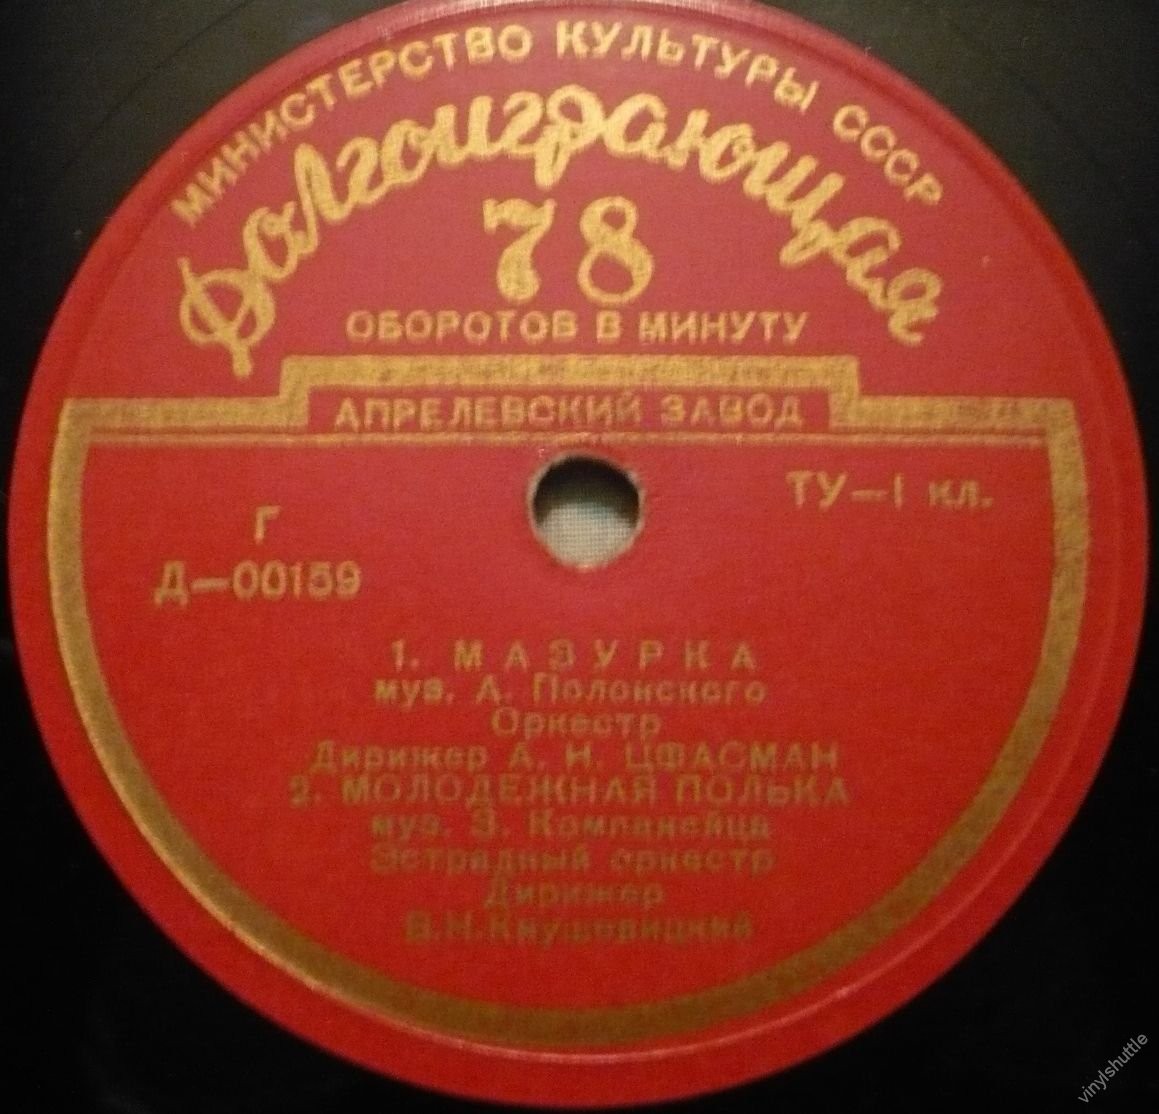 МИНИСТЕРСТВО КУЛЬТУРЫ СССР
Долгоиграющая
78
ОБОРОТОВ В МИНУТУ
АПРЕЛЕВСКИЙ ЗАВОД
ТУ—I кл.
Г
Д—00159
1. МАЗУРКА
муз. А. Полонского
Оркестр
Дирижер А. Н. ЦФАСМАН
2. МОЛОДЕЖНАЯ ПОЛЬКА
муз. З. Компанейца
Эстрадный оркестр
Дирижер
В.Н.Кнушевицкий
vinylshuttle